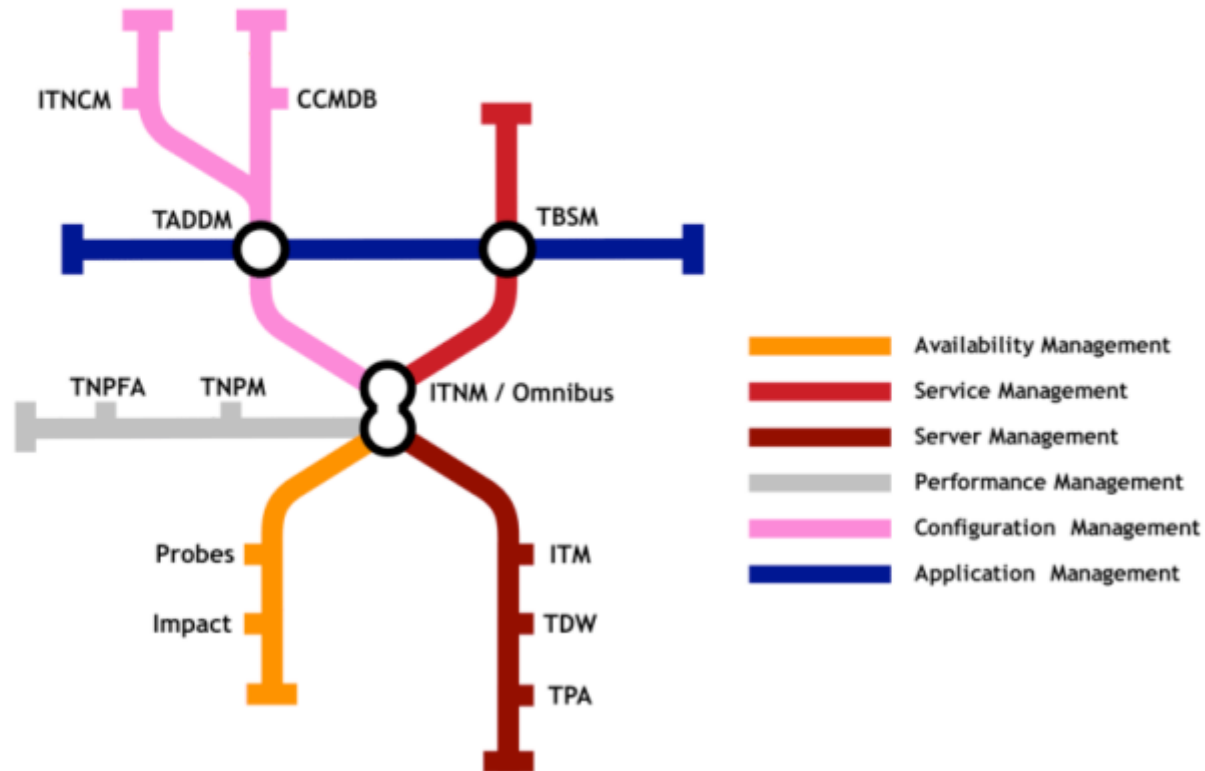 ITNCM
CCMDB
TADDM
TBSM
TNPFA
TNPM
ITNM / Omnibus
Probes
ITM
Impact
TDW
TPA
Availability Management
Service Management
Server Management
Performance Management
Configuration Management
Application Management